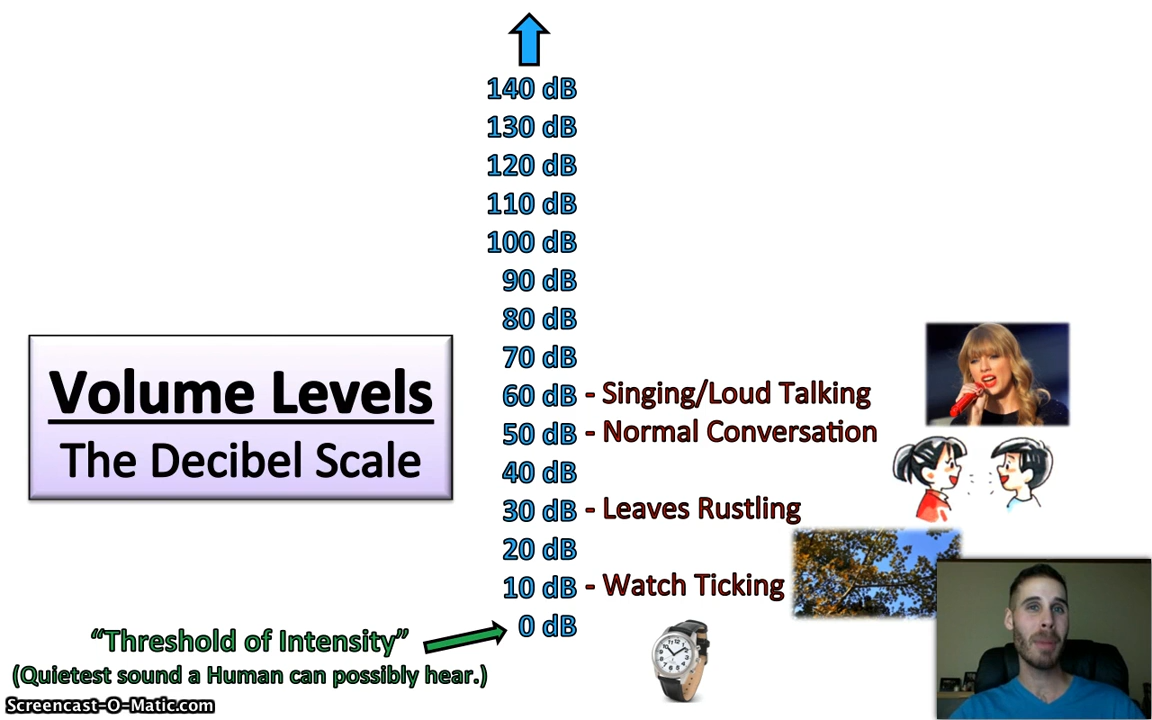 140 dB
130 dB
120 dB
110 dB
100 dB
90 dB
80 dB
70 dB
60 dB - Singing/Loud Talking
50 dB - Normal Conversation
40 dB
30 dB - Leaves Rustling
20 dB
10 dB - Watch Ticking
0 dB
Volume Levels
The Decibel Scale
“Threshold of Intensity”
(Quietest sound a Human can possibly hear.)
Screencast-O-Matic.com